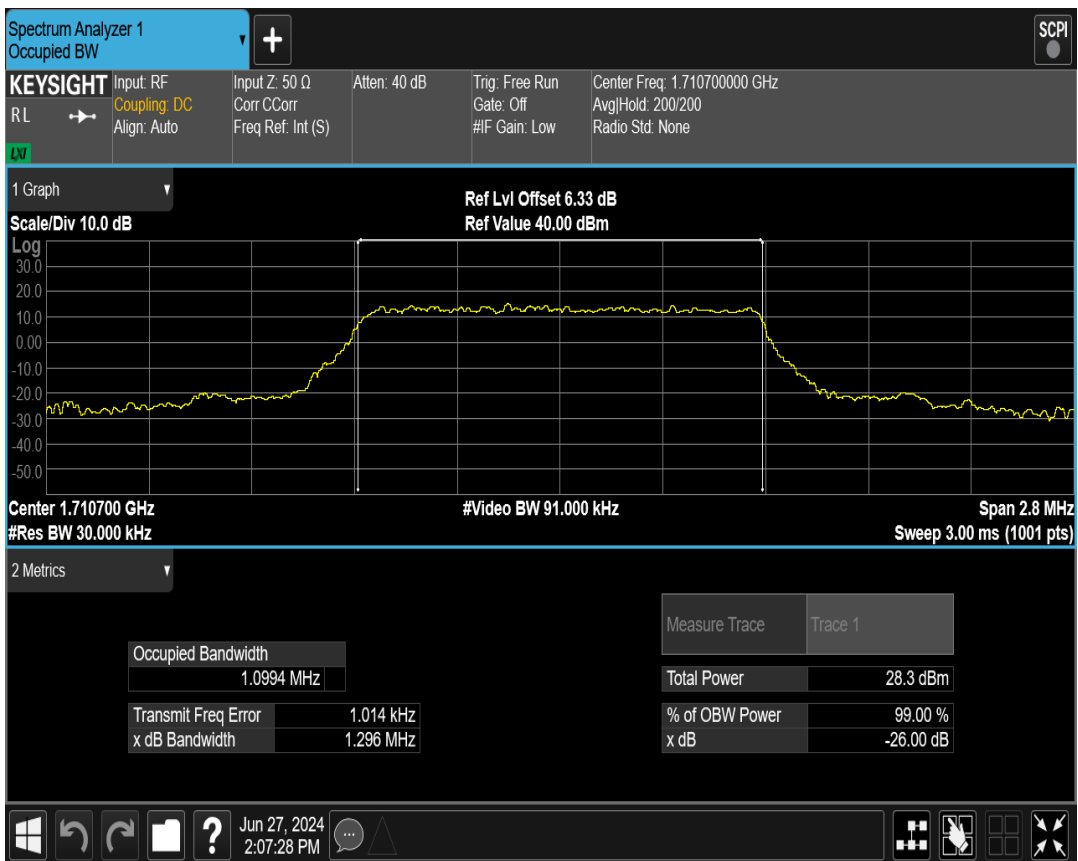 Spectrum Analyzer 1
Occupied BW
+
SCPI
KEYSIGHT
R L
LXI
Input: RF
Coupling: DC
Align: Auto
Input Z: 50 Ω
Corr CCorr
Freq Ref: Int (S)
Atten: 40 dB
Trig: Free Run
Gate: Off
#IF Gain: Low
Center Freq: 1.710700000 GHz
Avg|Hold: 200/200
Radio Std: None
1 Graph
Scale/Div 10.0 dB
Ref Lvl Offset 6.33 dB
Ref Value 40.00 dBm
Log
30.0
20.0
10.0
0.00
-10.0
-20.0
-30.0
-40.0
-50.0
Center 1.710700 GHz
#Res BW 30.000 kHz
#Video BW 91.000 kHz
Span 2.8 MHz
Sweep 3.00 ms (1001 pts)
2 Metrics
Measure Trace Trace 1
Occupied Bandwidth
1.0994 MHz
Total Power 28.3 dBm
Transmit Freq Error 1.014 kHz
x dB Bandwidth 1.296 MHz
% of OBW Power 99.00 %
x dB -26.00 dB
?
Jun 27, 2024
2:07:28 PM